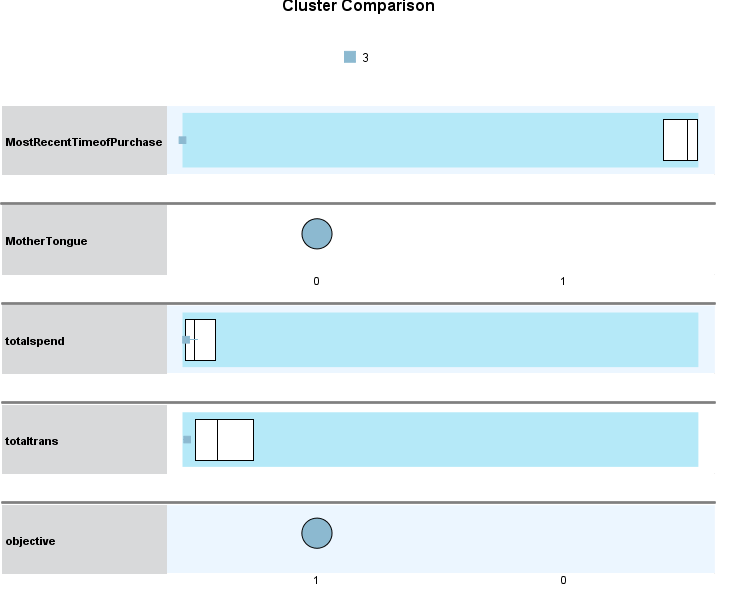 Cluster Comparison
3
MostRecentTimeofPurchase
MotherTongue
0 1
totalspend
totaltrans
objective
1 0